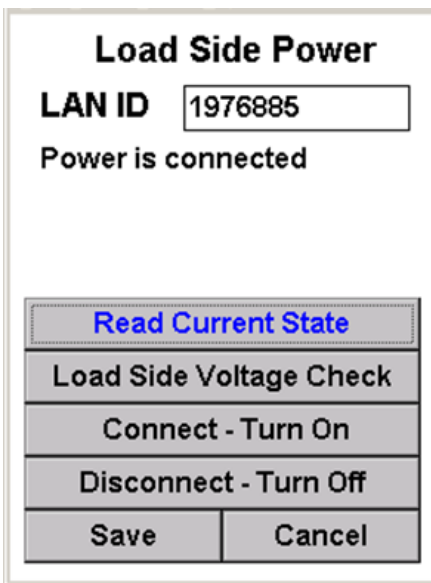 Load Side Power
LAN ID 1976885
Power is connected
Read Current State
Load Side Voltage Check
Connect - Turn On
Disconnect - Turn Off
Save Cancel